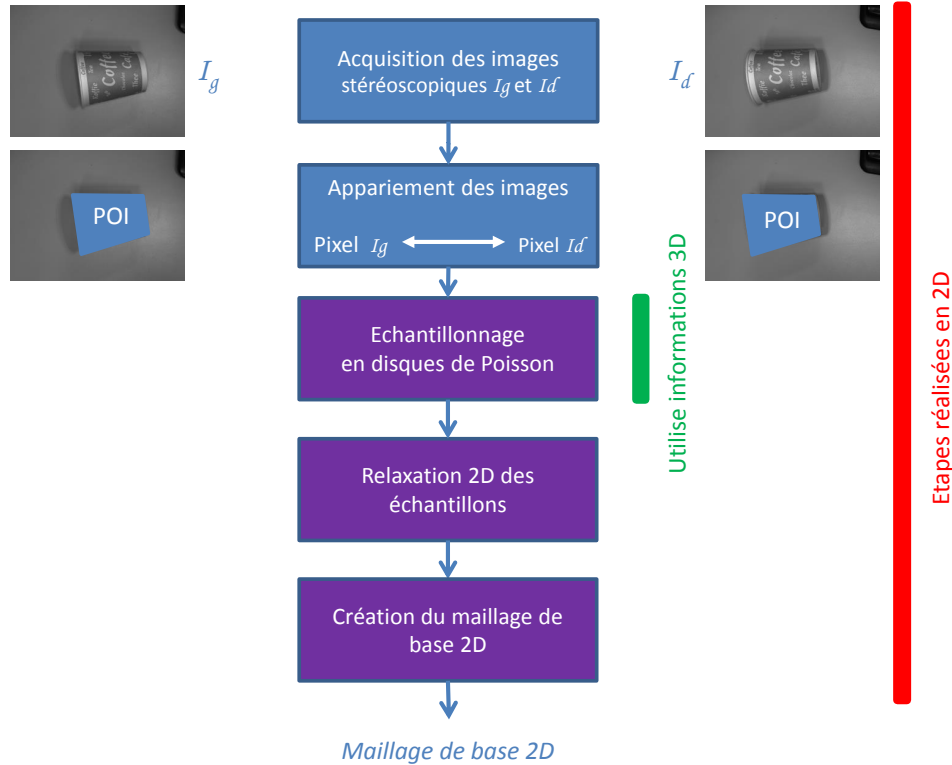 I_g
Acquisition des images
stéréoscopiques Ig et Id
I_d
POI
Appariement des images
Pixel Ig
Pixel Id
POI
Echantillonnage
en disques de Poisson
Utilise informations 3D
Etapes réalisées en 2D
Relaxation 2D des
échantillons
Création du maillage de
base 2D
Maillage de base 2D